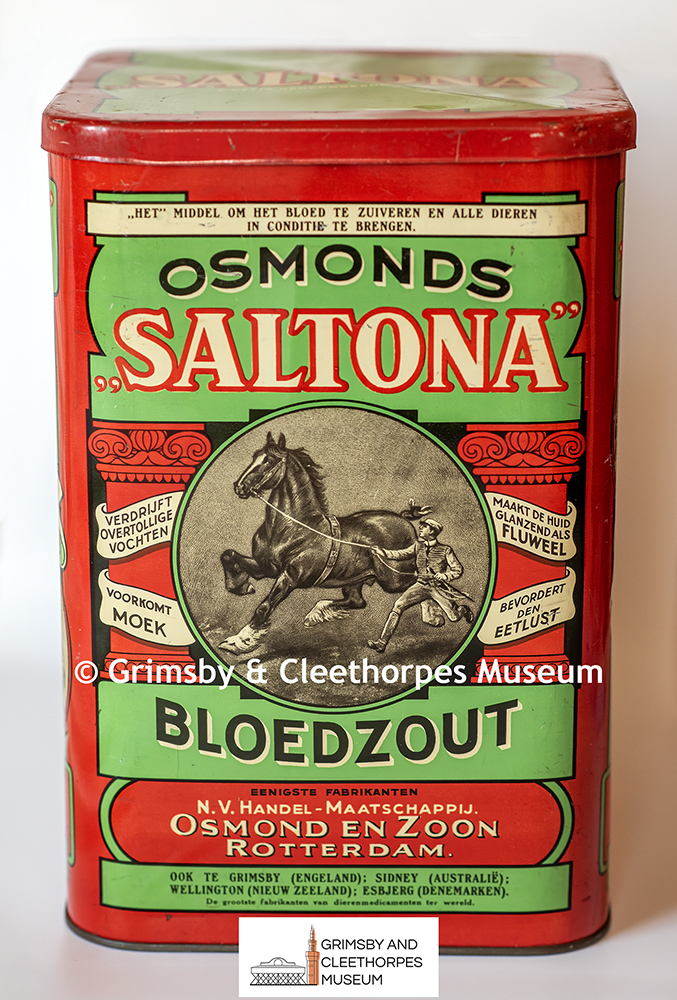 SALTONA
„HET” MIDDEL OM HET BLOED TE ZUIVEREN EN ALLE DIEREN
IN CONDITIE TE BRENGEN.
OSMONDS
„SALTONA”
VERDRIJFT
OVERTOLLIGE
VOCHTEN
MAAKT DE HUID
GLANZEND ALS
FLUWEEL
VOORKOMT
MOEK
BEVORDERT
DEN
EETLUST
© Grimsby & Cleethorpes Museum
BLOEDZOUT
EENIGSTE FABRIKANTEN
N.V. HANDEL-MAATSCHAPPIJ.
OSMOND EN ZOON
ROTTERDAM.
OOK TE GRIMSBY (ENGELAND); SIDNEY (AUSTRALIË);
WELLINGTON (NIEUW ZEELAND); ESBJERG (DENEMARKEN).
De grootste fabrikanten van dierenmedicamenten ter wereld.
GRIMSBY AND
CLEETHORPES
MUSEUM